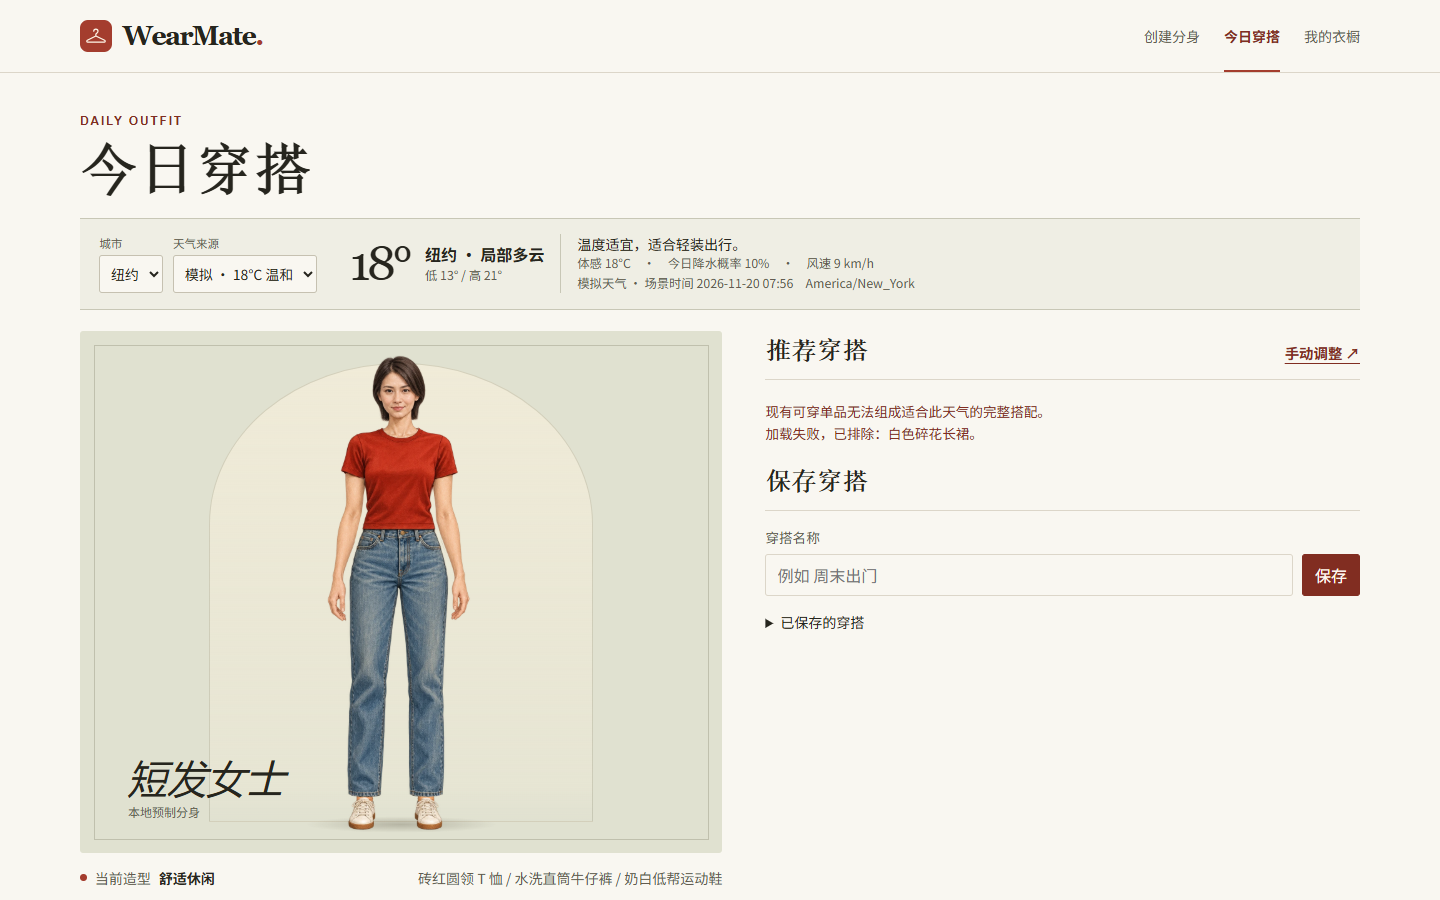 WearMate.
创建分身
今日穿搭
我的衣橱
DAILY OUTFIT
今日穿搭
城市
天气来源
纽约
模拟 · 18°C 温和
18°
纽约 · 局部多云
低 13° / 高 21°
温度适宜，适合轻装出行。
体感 18°C · 今日降水概率 10% · 风速 9 km/h
模拟天气 · 场景时间 2026-11-20 07:56 America/New_York
短发女士
本地预制分身
当前造型 舒适休闲
砖红圆领 T 恤 / 水洗直筒牛仔裤 / 奶白低帮运动鞋
推荐穿搭
手动调整 ↗
现有可穿单品无法组成适合此天气的完整搭配。
加载失败，已排除：白色碎花长裙。
保存穿搭
穿搭名称
例如 周末出门
保存
▶ 已保存的穿搭